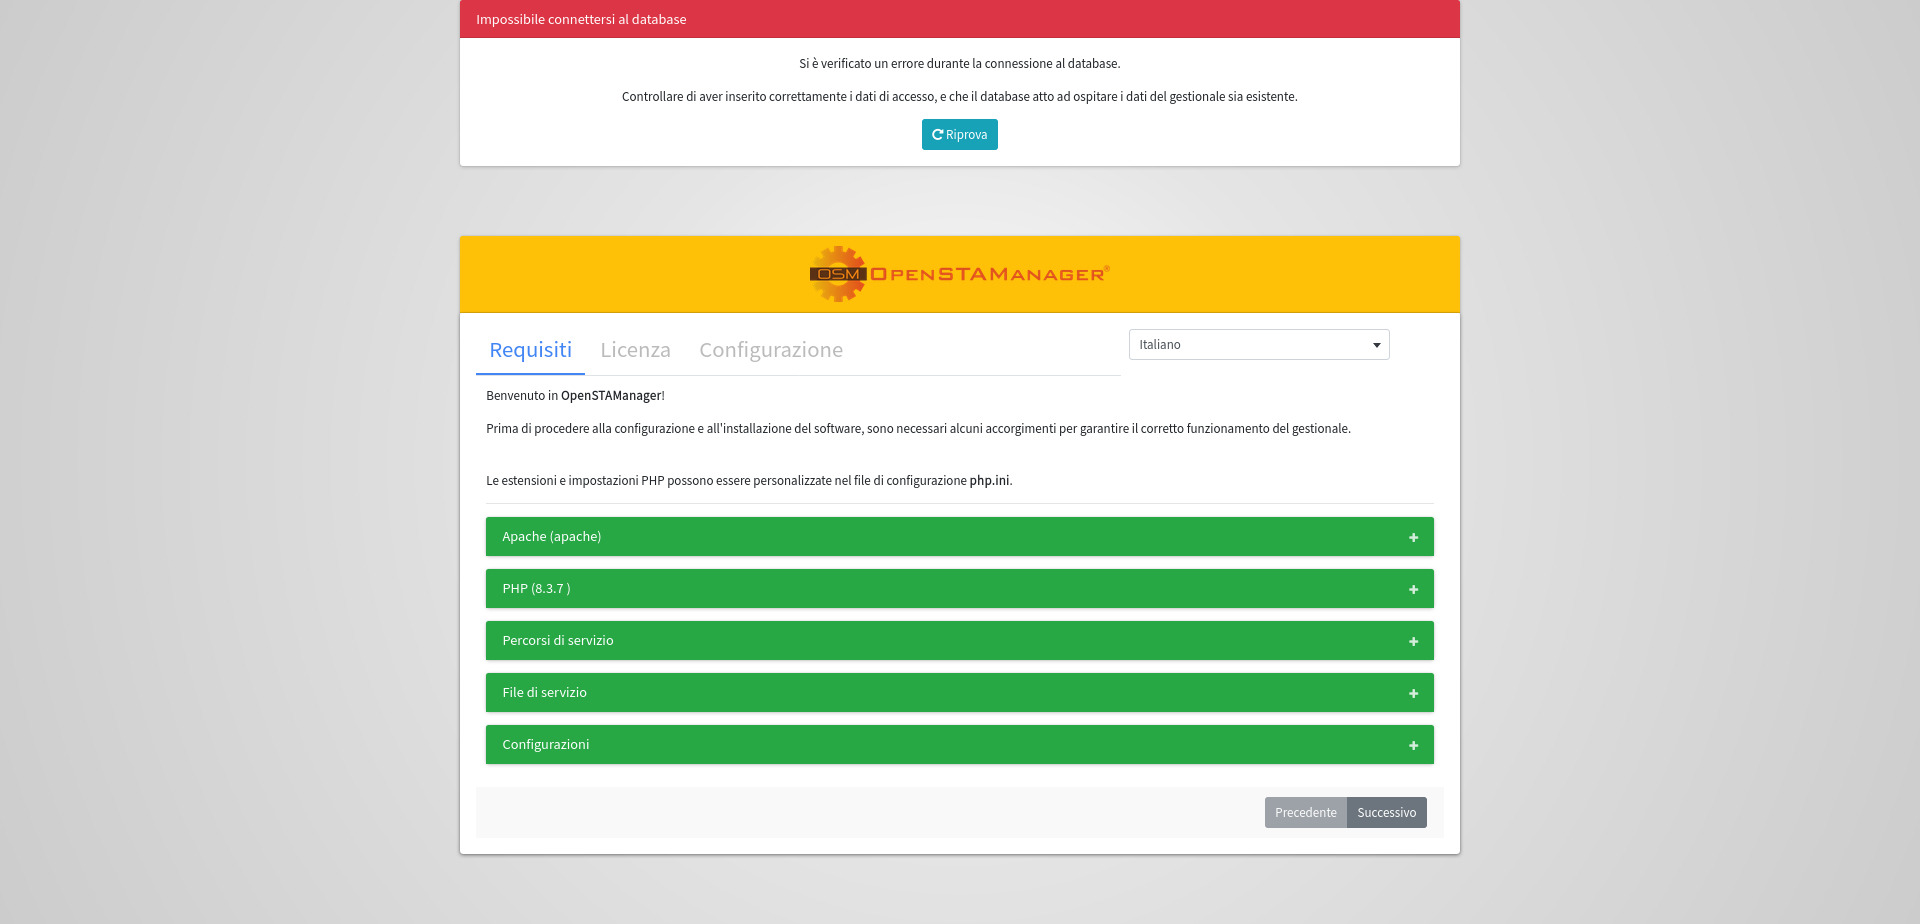 Impossibile connettersi al database
Si è verificato un errore durante la connessione al database.
Controllare di aver inserito correttamente i dati di accesso, e che il database atto ad ospitare i dati del gestionale sia esistente.
Riprova
OSM OPENSTAMANAGER®
Requisiti Licenza Configurazione Italiano
Benvenuto in OpenSTAManager!
Prima di procedere alla configurazione e all'installazione del software, sono necessari alcuni accorgimenti per garantire il corretto funzionamento del gestionale.
Le estensioni e impostazioni PHP possono essere personalizzate nel file di configurazione php.ini.
Apache (apache)
PHP (8.3.7 )
Percorsi di servizio
File di servizio
Configurazioni
Precedente Successivo